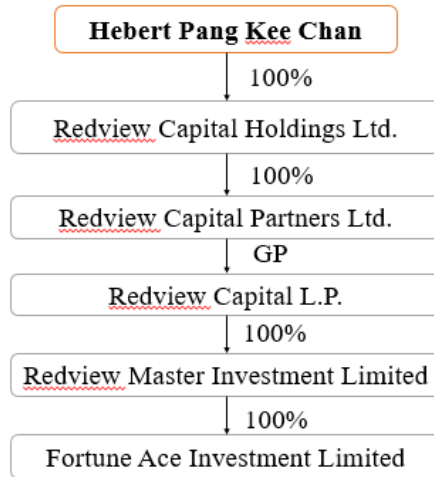 Hebert Pang Kee Chan
100%
Redview Capital Holdings Ltd.
100%
Redview Capital Partners Ltd.
GP
Redview Capital L.P.
100%
Redview Master Investment Limited
100%
Fortune Ace Investment Limited